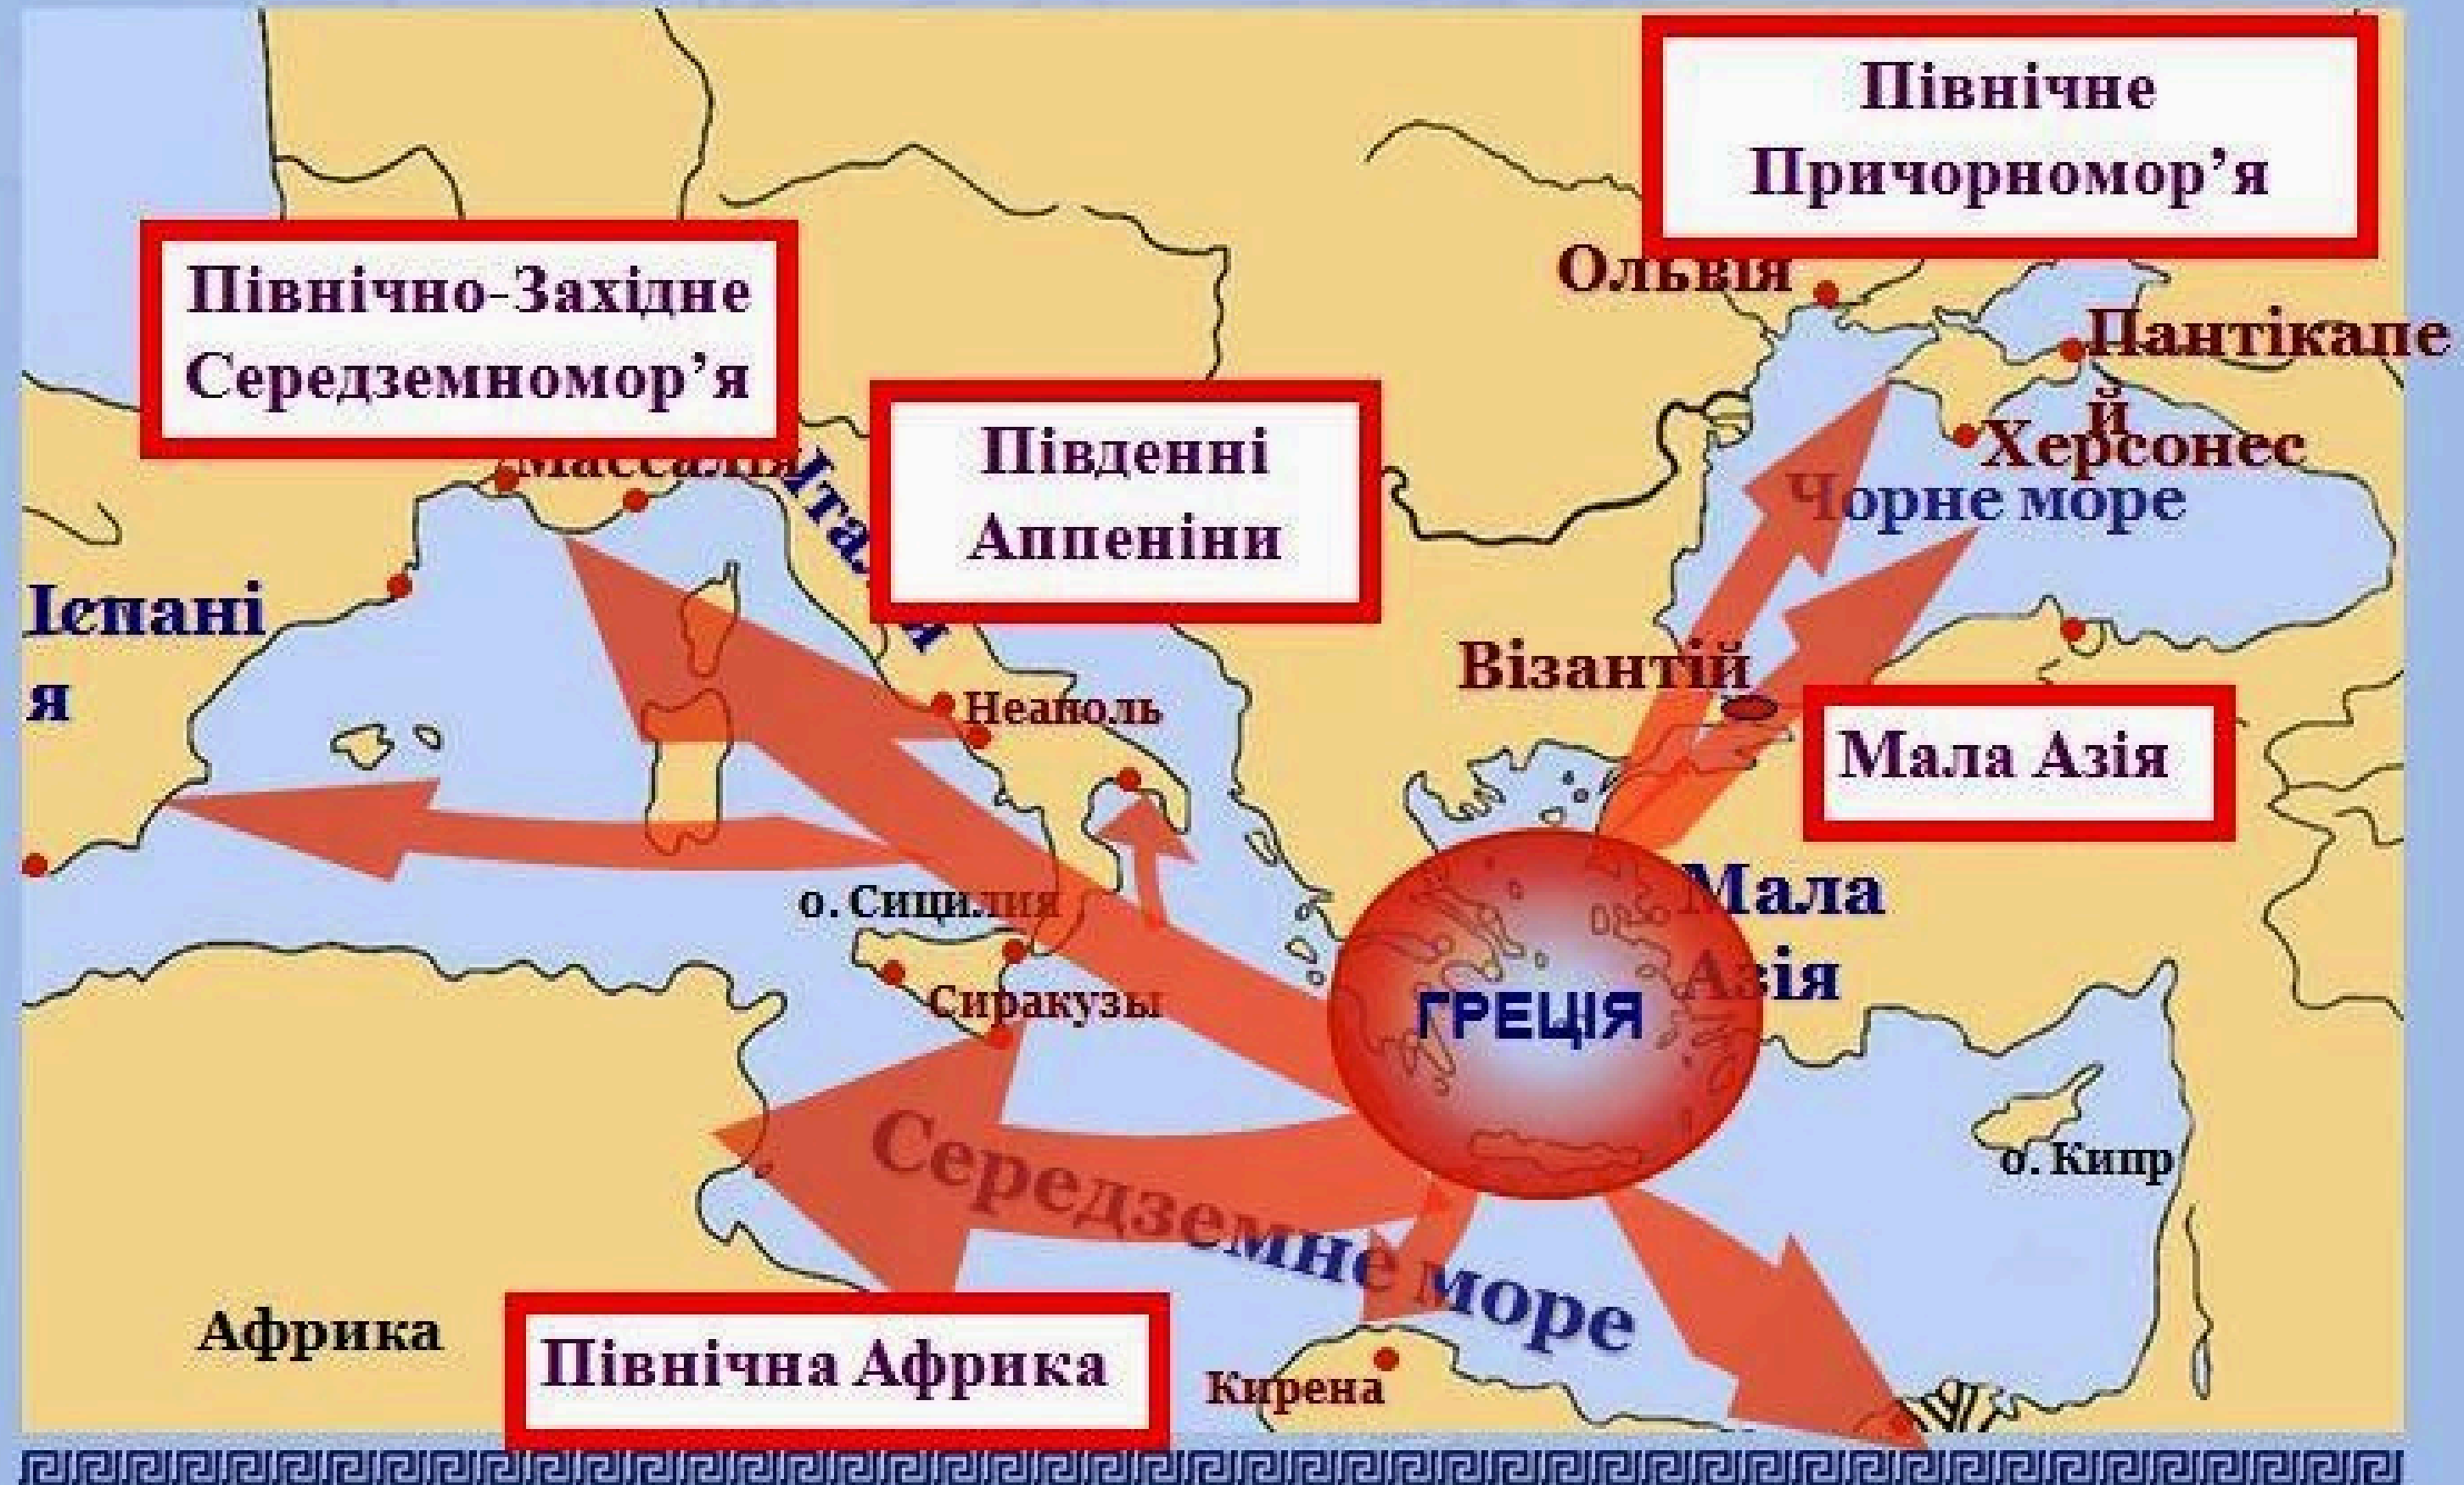 Північне
Причорномор’я
Ольвія
Північно-Західне
Середземномор’я
Пантікапе
й
Південні
Аппеніни
Херсонес
Массалія
Чорне море
Іспані
я
Візантій
Неаполь
Мала Азія
Мала
Азія
о. Сицилия
Сиракузы
ГРЕЦІЯ
Середземне море
о. Кипр
Африка
Північна Африка
Кирена